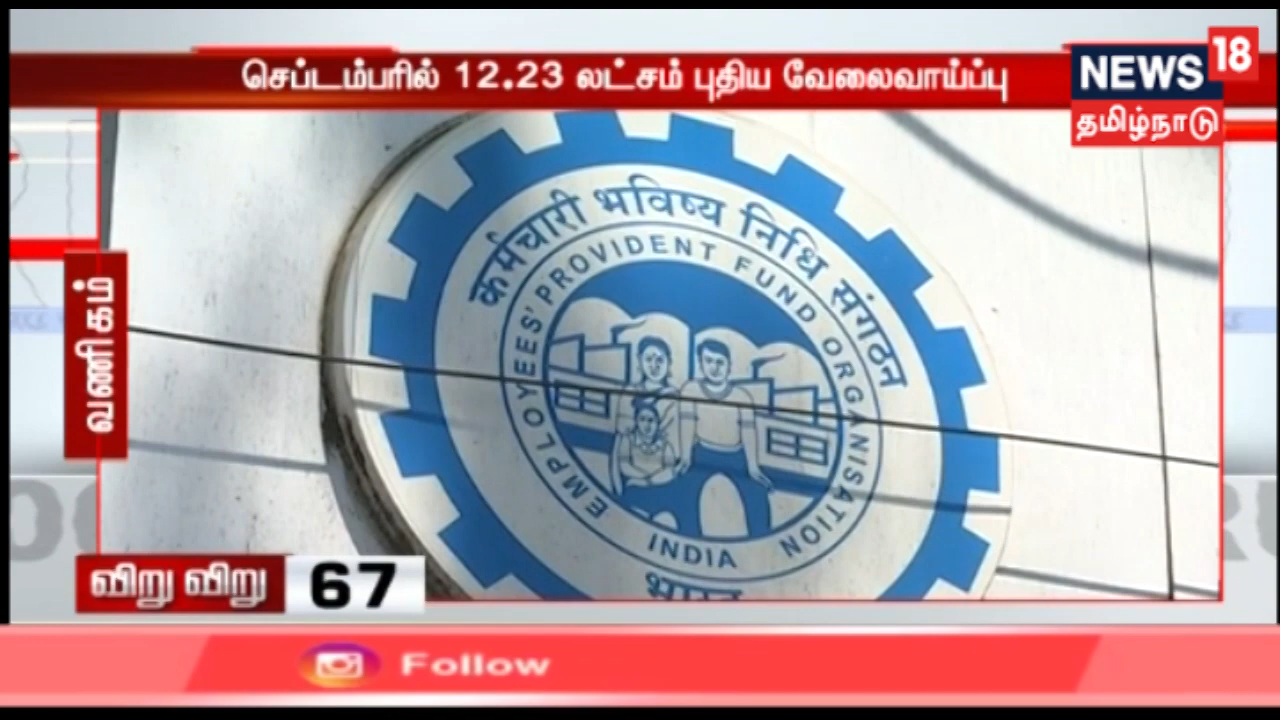 செப்டம்பரில் 12.23 லட்சம் புதிய வேலைவாய்ப்பு
NEWS 18
தமிழ்நாடு
வணிகம்
कर्मचारी भविष्य निधि संगठन
EMPLOYEES' PROVIDENT FUND ORGANISATION
INDIA
भारत
விறு விறு 67
Follow